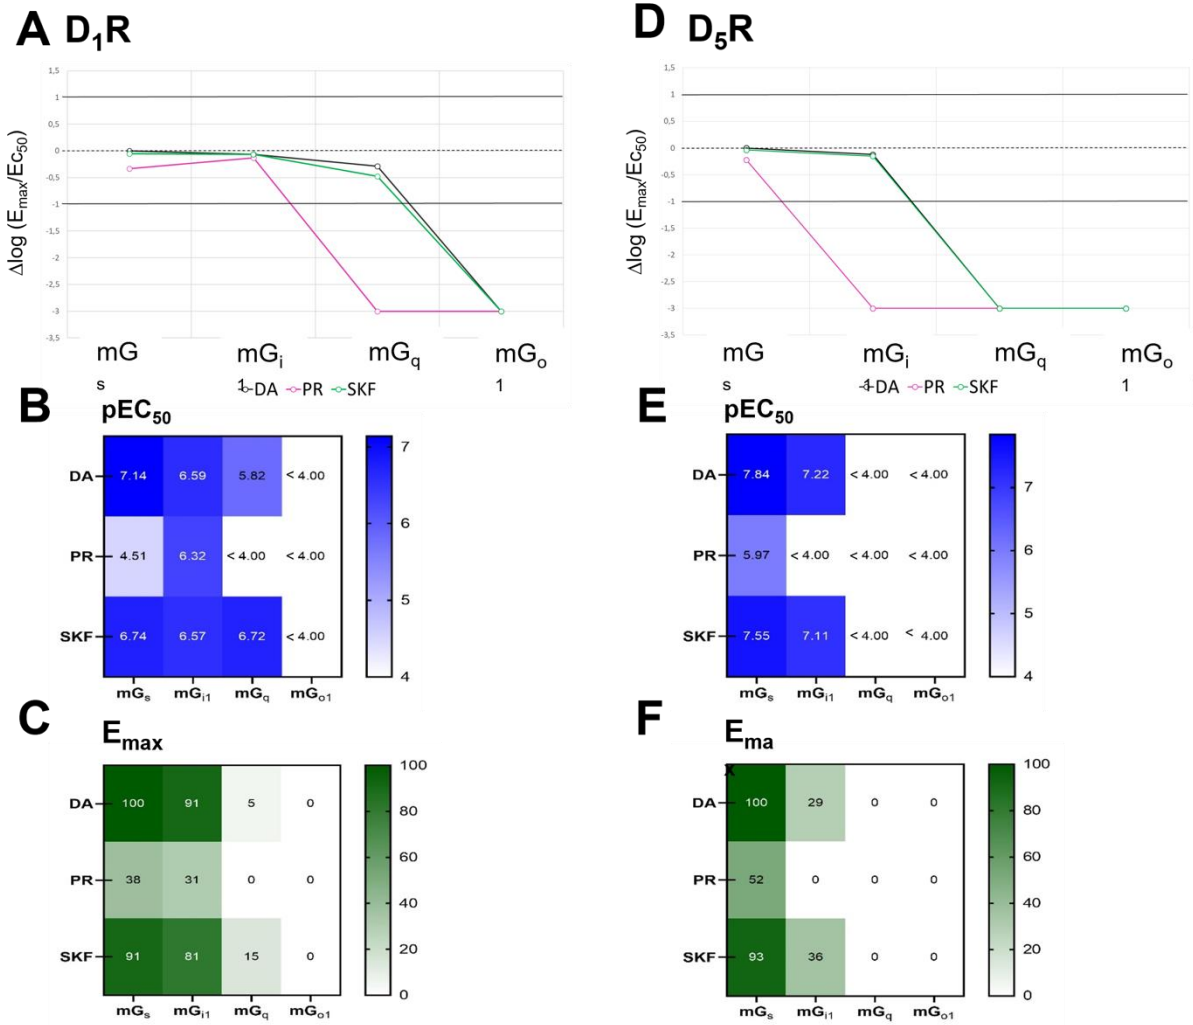 A D1R
Δlog (Emax/Ec50)
1,5
1
0,5
0
-0,5
-1
-1,5
-2
-2,5
-3
-3,5
mG
s
mGi
1
mGq
mGo
1
DA PR SKF
B pEC50
DA 7.14 6.59 5.82 < 4.00
PR 4.51 6.32 < 4.00 < 4.00
SKF 6.74 6.57 6.72 < 4.00
mGs mGi1 mGq mGo1
7
6
5
4
C Emax
DA 100 91 5 0
PR 38 31 0 0
SKF 91 81 15 0
mGs mGi1 mGq mGo1
100
80
60
40
20
0
D D5R
Δlog (Emax/Ec50)
1,5
1
0,5
0
-0,5
-1
-1,5
-2
-2,5
-3
-3,5
mG
s
mGi
1
mGq
mGo
1
DA PR SKF
E pEC50
DA 7.84 7.22 < 4.00 < 4.00
PR 5.97 < 4.00 < 4.00 < 4.00
SKF 7.55 7.11 < 4.00 < 4.00
mGs mGi1 mGq mGo1
7
6
5
4
F Ema
x
DA 100 29 0 0
PR 52 0 0 0
SKF 93 36 0 0
mGs mGi1 mGq mGo1
100
80
60
40
20
0